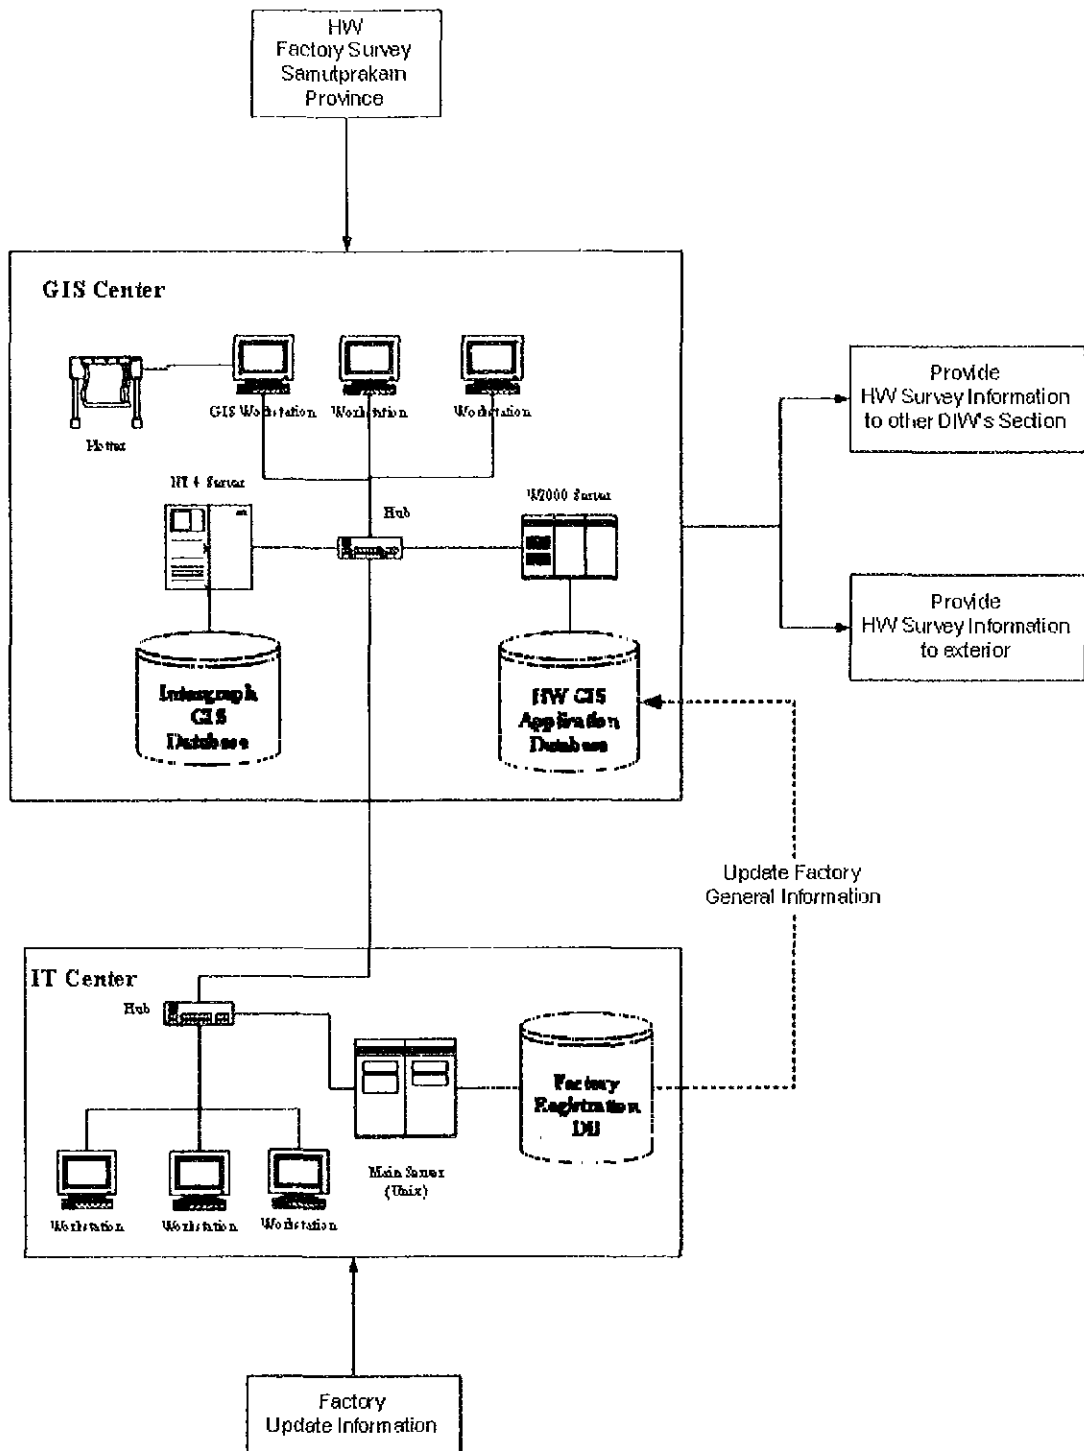 HW
Factory Survey
Samutprakarn
Province
GIS Center
GIS Workstation
Workstation
Workstation
Plotter
NT 4 Server
Hub
W2000 Server
Intergraph
GIS
Database
HW GIS
Application
Database
Provide
HW Survey Information
to other DIW's Section
Provide
HW Survey Information
to exterior
Update Factory
General Information
IT Center
Hub
Main Server
(Unix)
Factory
Registration
DB
Workstation
Workstation
Workstation
Factory
Update Information